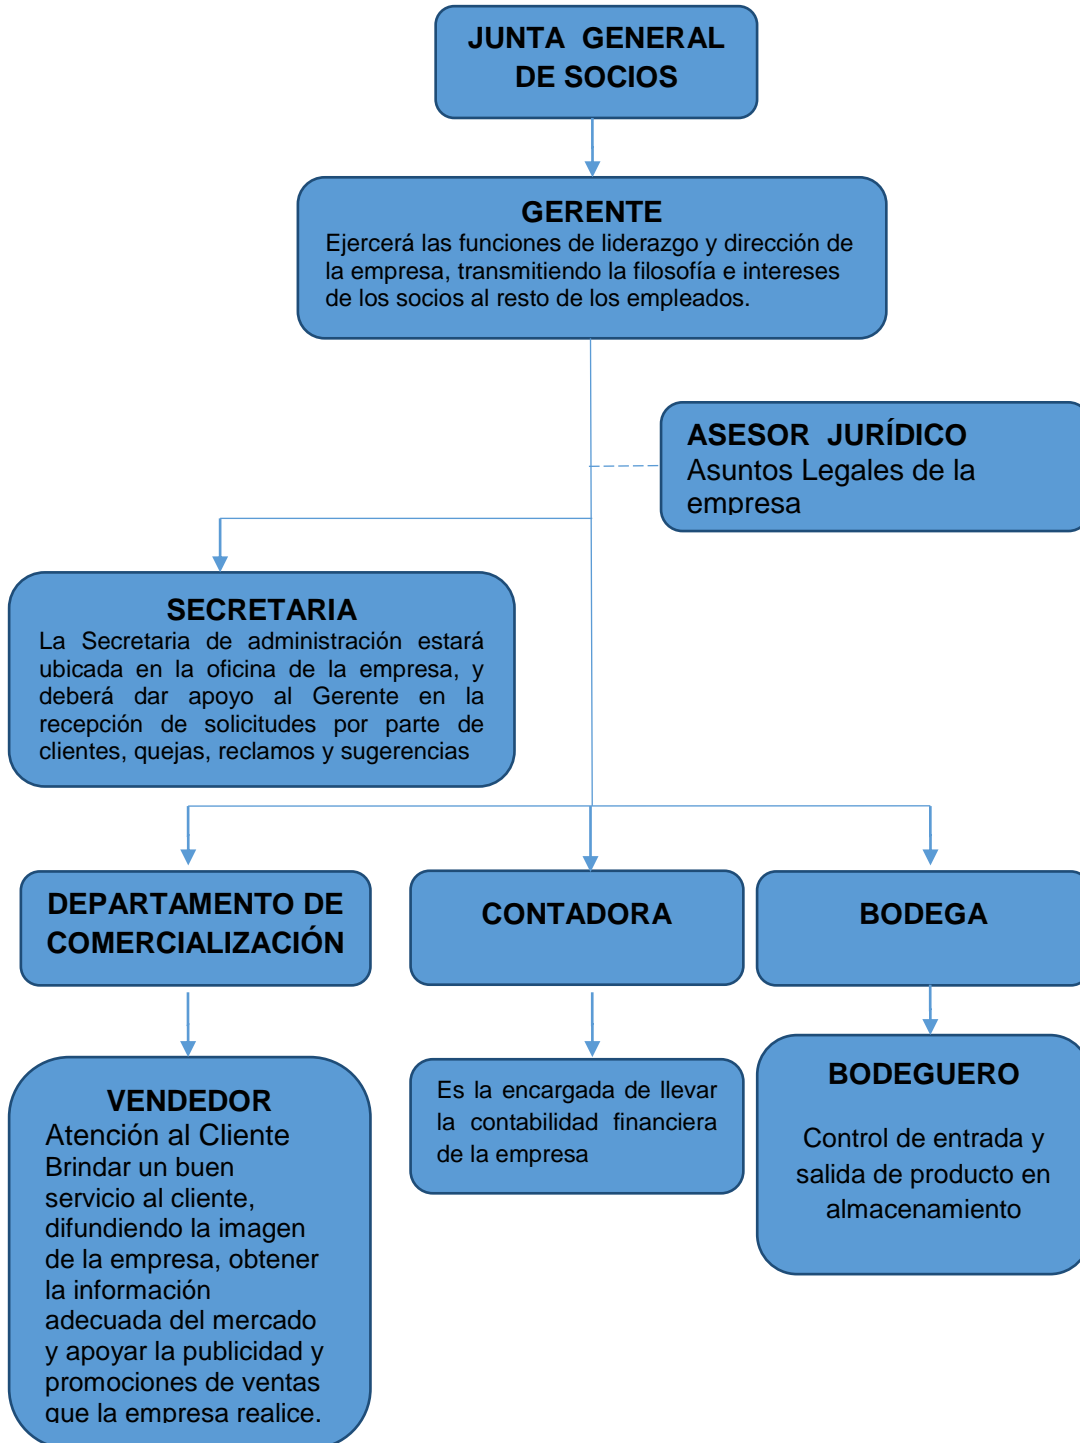 JUNTA GENERAL
DE SOCIOS
GERENTE
Ejercerá las funciones de liderazgo y dirección de
la empresa, transmitiendo la filosofía e intereses
de los socios al resto de los empleados.
ASESOR JURÍDICO
Asuntos Legales de la
empresa
SECRETARIA
La Secretaria de administración estará
ubicada en la oficina de la empresa, y
deberá dar apoyo al Gerente en la
recepción de solicitudes por parte de
clientes, quejas, reclamos y sugerencias
DEPARTAMENTO DE
COMERCIALIZACIÓN
CONTADORA
BODEGA
VENDEDOR
Atención al Cliente
Brindar un buen
servicio al cliente,
difundiendo la imagen
de la empresa, obtener
la información
adecuada del mercado
y apoyar la publicidad y
promociones de ventas
que la empresa realice.
Es la encargada de llevar
la contabilidad financiera
de la empresa
BODEGUERO
Control de entrada y
salida de producto en
almacenamiento